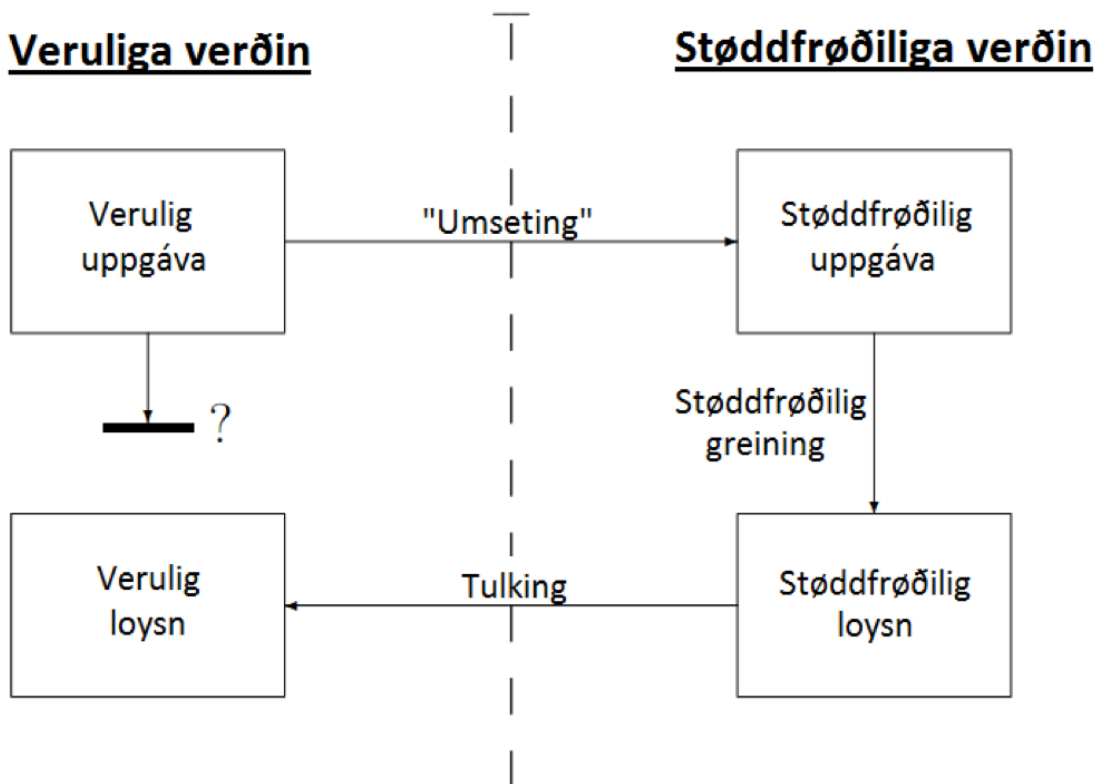 Veruliga verðin
Støddfrøðiliga verðin
Verulig
uppgáva
"Umseting"
Støddfrøðilig
uppgáva
?
Støddfrøðilig
greining
Verulig
loysn
Tulking
Støddfrøðilig
loysn